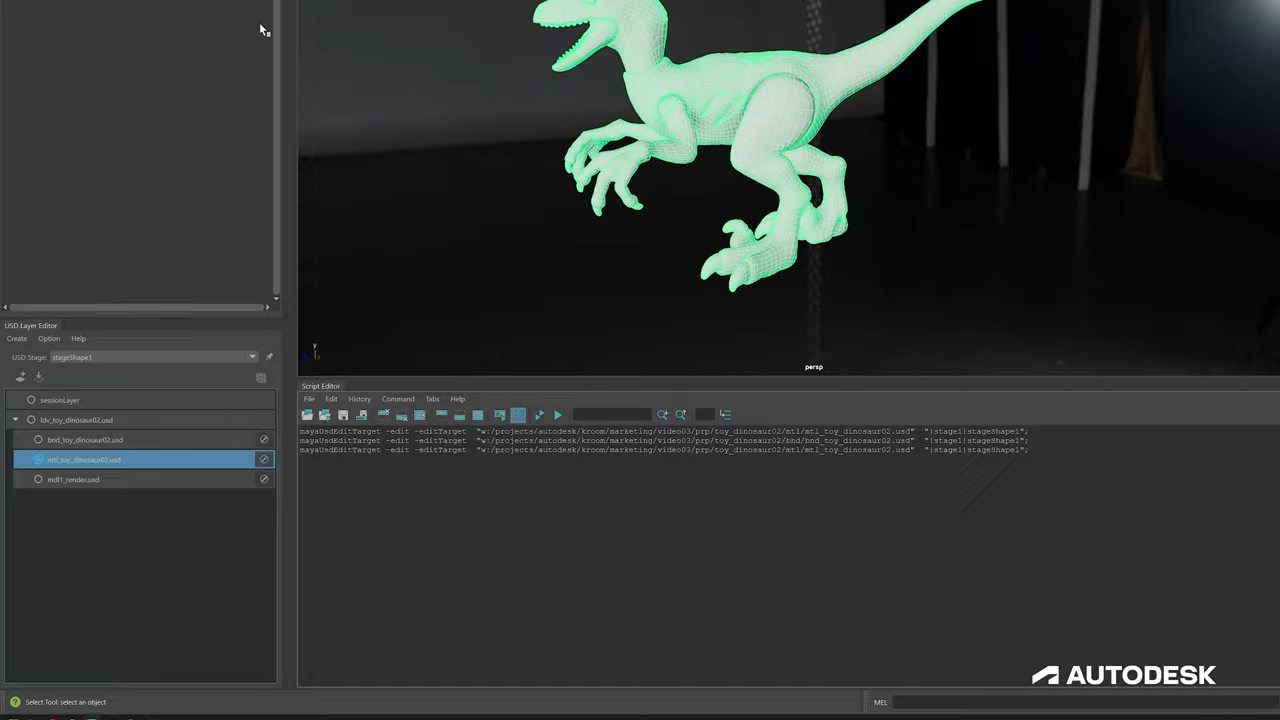 persp
y
USD Layer Editor
Create Option Help
USD Stage: stageShape1
sessionLayer
ldv_toy_dinosaur02.usd
bnd_toy_dinosaur02.usd
mtl_toy_dinosaur02.usd
mdl1_render.usd
Script Editor
File Edit History Command Tabs Help
mayaUsdEditTarget -edit -editTarget "w:/projects/autodesk/kroom/marketing/video03/prp/toy_dinosaur02/mtl/mtl_toy_dinosaur02.usd" "|stage1|stageShape1";
mayaUsdEditTarget -edit -editTarget "w:/projects/autodesk/kroom/marketing/video03/prp/toy_dinosaur02/bnd/bnd_toy_dinosaur02.usd" "|stage1|stageShape1";
mayaUsdEditTarget -edit -editTarget "w:/projects/autodesk/kroom/marketing/video03/prp/toy_dinosaur02/mtl/mtl_toy_dinosaur02.usd" "|stage1|stageShape1";
AUTODESK
Select Tool: select an object
MEL